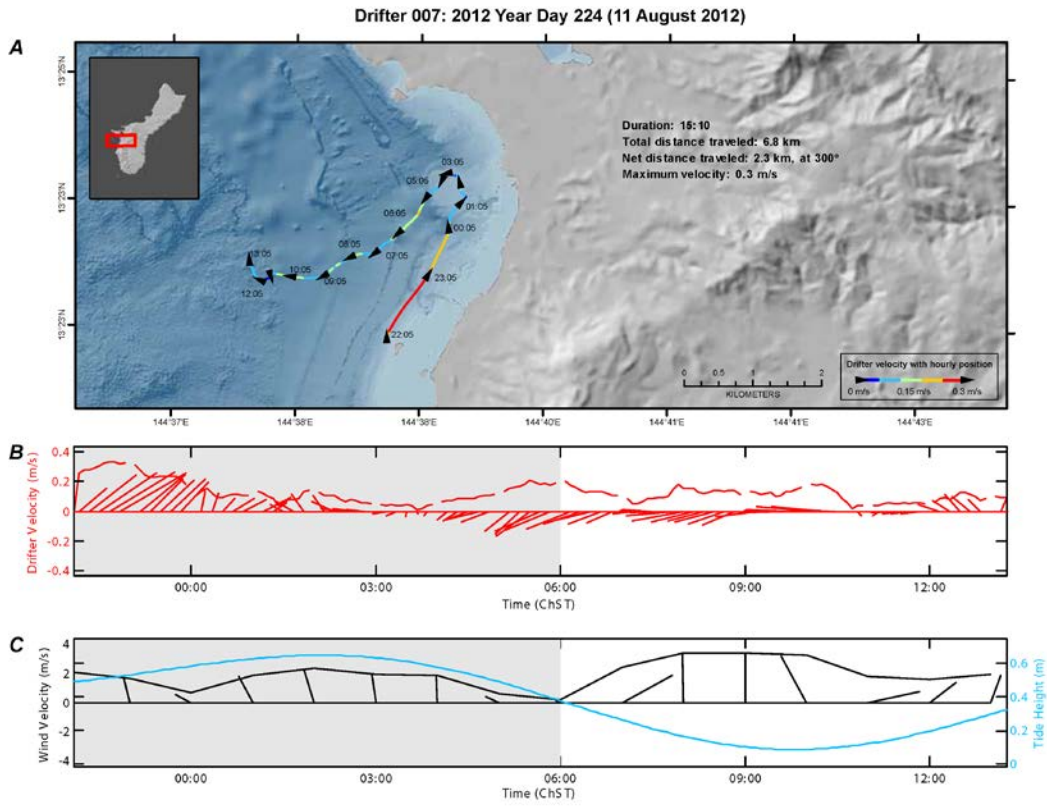 Drifter 007: 2012 Year Day 224 (11 August 2012)
A
13°25'N
13°23'N
13°23'N
Duration: 15:10
Total distance traveled: 6.8 km
Net distance traveled: 2.3 km, at 300°
Maximum velocity: 0.3 m/s
03:05
05:05
01:05
06:05
00:05
08:05
07:05
13:05
10:05
09:05
23:05
12:05
22:05
0 0.5 1 2
KILOMETERS
Drifter velocity with hourly position
0 m/s 0.15 m/s 0.3 m/s
144°37'E 144°38'E 144°38'E 144°40'E 144°41'E 144°41'E 144°43'E
B
Drifter Velocity (m/s)
0.4
0.2
0
-0.2
-0.4
00:00 03:00 06:00 09:00 12:00
Time (ChST)
C
Wind Velocity (m/s)
4
2
0
-2
-4
Tide Height (m)
0.6
0.4
0.2
0
00:00 03:00 06:00 09:00 12:00
Time (ChST)